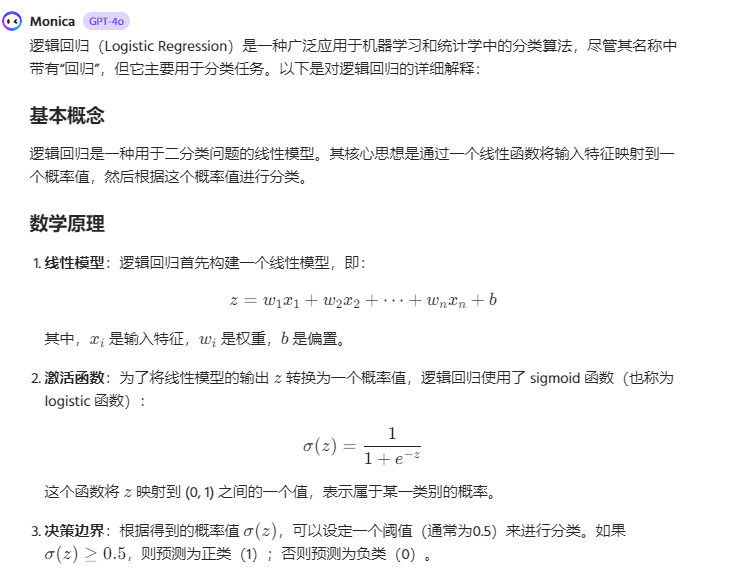 Monica GPT-4o
逻辑回归（Logistic Regression）是一种广泛应用于机器学习和统计学中的分类算法，尽管其名称中
带有“回归”，但它主要用于分类任务。以下是对逻辑回归的详细解释：
基本概念
逻辑回归是一种用于二分类问题的线性模型。其核心思想是通过一个线性函数将输入特征映射到一
个概率值，然后根据这个概率值进行分类。
数学原理
1. 线性模型：逻辑回归首先构建一个线性模型，即：
z = w₁x₁ + w₂x₂ + ⋯ + wₙxₙ + b
其中，xᵢ 是输入特征，wᵢ 是权重，b 是偏置。
2. 激活函数：为了将线性模型的输出 z 转换为一个概率值，逻辑回归使用了 sigmoid 函数（也称为
logistic 函数）：
σ(z) = 1 / (1 + e^(−z))
这个函数将 z 映射到 (0, 1) 之间的一个值，表示属于某一类别的概率。
3. 决策边界：根据得到的概率值 σ(z)，可以设定一个阈值（通常为0.5）来进行分类。如果
σ(z) ≥ 0.5，则预测为正类（1）；否则预测为负类（0）。